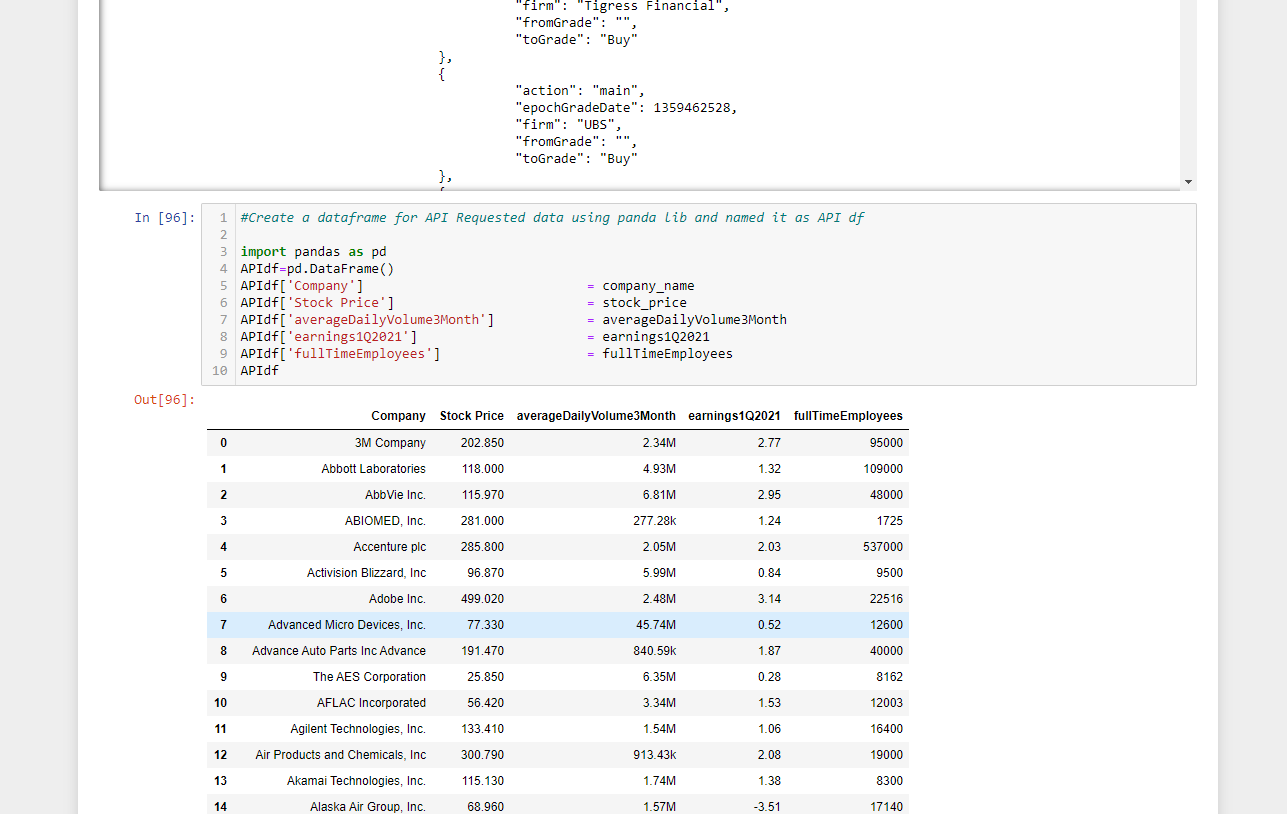 "firm": "Tigress Financial",
"fromGrade": "",
"toGrade": "Buy"
},
{
"action": "main",
"epochGradeDate": 1359462528,
"firm": "UBS",
"fromGrade": "",
"toGrade": "Buy"
},
In [96]:
1 #Create a dataframe for API Requested data using panda lib and named it as API df
2
3 import pandas as pd
4 APIdf=pd.DataFrame()
5 APIdf['Company'] = company_name
6 APIdf['Stock Price'] = stock_price
7 APIdf['averageDailyVolume3Month'] = averageDailyVolume3Month
8 APIdf['earnings1Q2021'] = earnings1Q2021
9 APIdf['fullTimeEmployees'] = fullTimeEmployees
10 APIdf
Out[96]:
Company Stock Price averageDailyVolume3Month earnings1Q2021 fullTimeEmployees
0 3M Company 202.850 2.34M 2.77 95000
1 Abbott Laboratories 118.000 4.93M 1.32 109000
2 AbbVie Inc. 115.970 6.81M 2.95 48000
3 ABIOMED, Inc. 281.000 277.28k 1.24 1725
4 Accenture plc 285.800 2.05M 2.03 537000
5 Activision Blizzard, Inc 96.870 5.99M 0.84 9500
6 Adobe Inc. 499.020 2.48M 3.14 22516
7 Advanced Micro Devices, Inc. 77.330 45.74M 0.52 12600
8 Advance Auto Parts Inc Advance 191.470 840.59k 1.87 40000
9 The AES Corporation 25.850 6.35M 0.28 8162
10 AFLAC Incorporated 56.420 3.34M 1.53 12003
11 Agilent Technologies, Inc. 133.410 1.54M 1.06 16400
12 Air Products and Chemicals, Inc 300.790 913.43k 2.08 19000
13 Akamai Technologies, Inc. 115.130 1.74M 1.38 8300
14 Alaska Air Group, Inc. 68.960 1.57M -3.51 17140